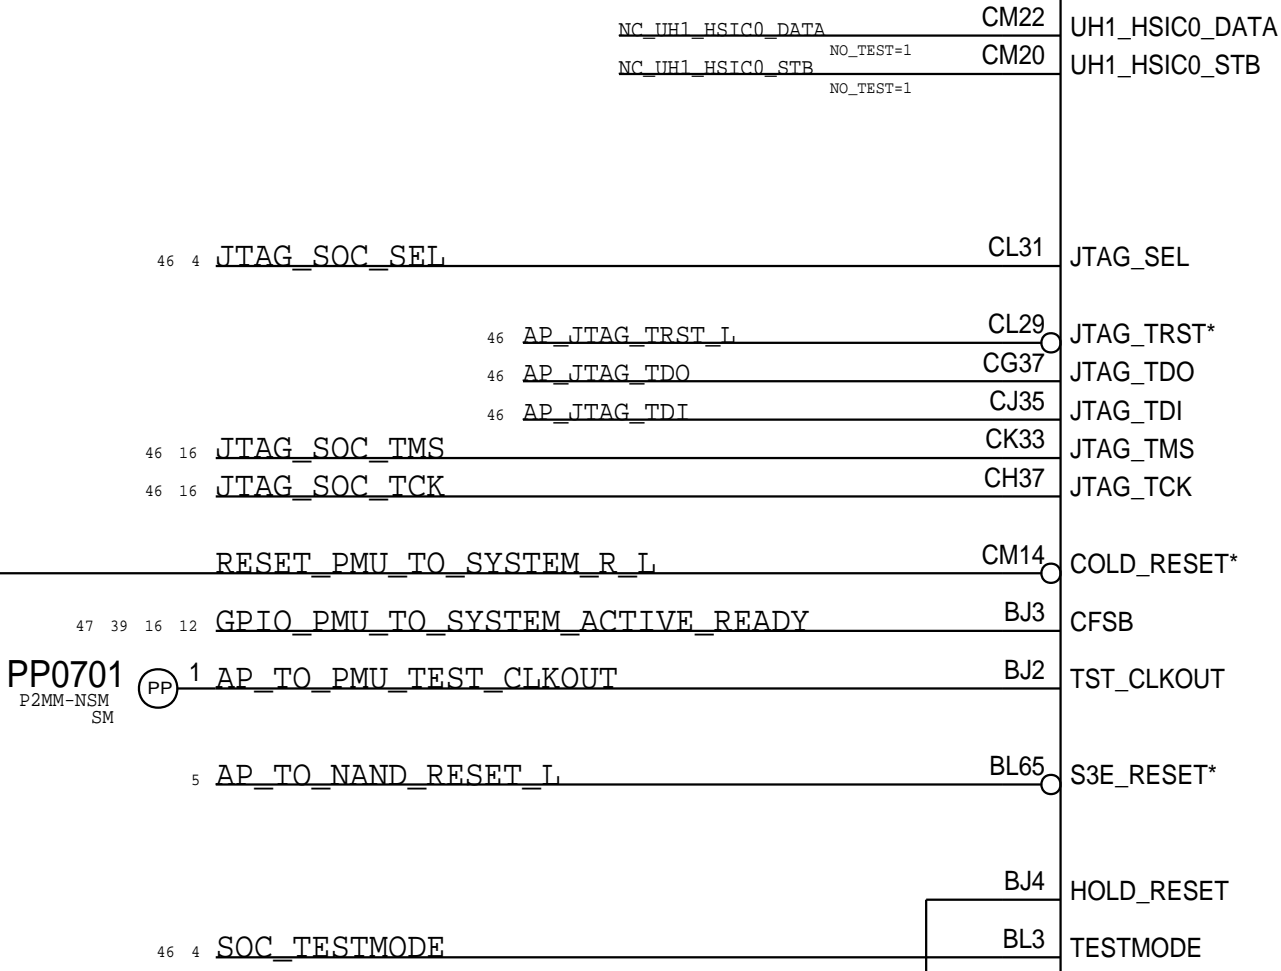 NC_UH1_HSIC0_DATA CM22 UH1_HSIC0_DATA
NO_TEST=1
NC_UH1_HSIC0_STB CM20 UH1_HSIC0_STB
NO_TEST=1
46 4 JTAG_SOC_SEL CL31 JTAG_SEL
46 AP_JTAG_TRST_L CL29 JTAG_TRST*
46 AP_JTAG_TDO CG37 JTAG_TDO
46 AP_JTAG_TDI CJ35 JTAG_TDI
46 16 JTAG_SOC_TMS CK33 JTAG_TMS
46 16 JTAG_SOC_TCK CH37 JTAG_TCK
RESET_PMU_TO_SYSTEM_R_L CM14 COLD_RESET*
47 39 16 12 GPIO_PMU_TO_SYSTEM_ACTIVE_READY BJ3 CFSB
PP0701 PP 1 AP_TO_PMU_TEST_CLKOUT BJ2 TST_CLKOUT
P2MM-NSM
SM
5 AP_TO_NAND_RESET_L BL65 S3E_RESET*
BJ4 HOLD_RESET
46 4 SOC_TESTMODE BL3 TESTMODE